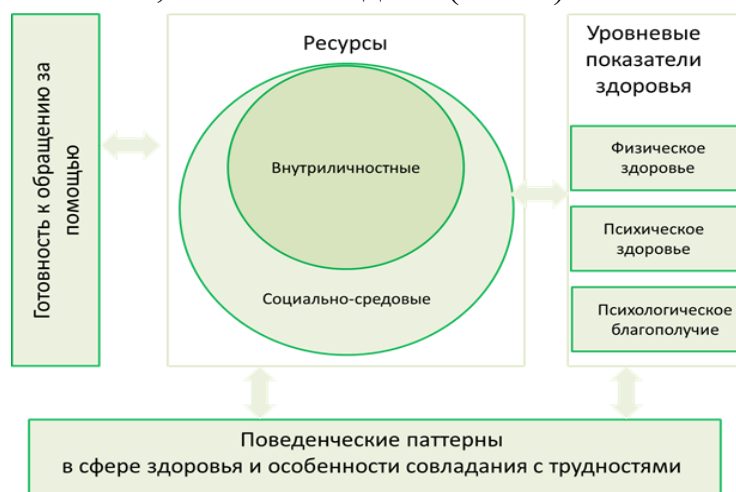 Готовность к обращению за
помощью
Ресурсы
Внутриличностные
Социально-средовые
Уровневые
показатели
здоровья
Физическое
здоровье
Психическое
здоровье
Психологическое
благополучие
Поведенческие паттерны
в сфере здоровья и особенности совладания с трудностями